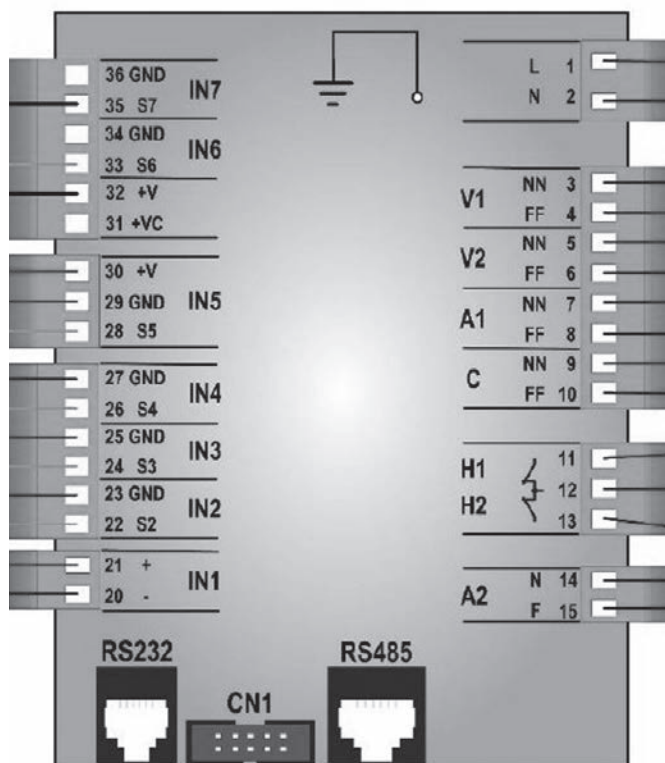 36 GND
35 S7
IN7
34 GND
33 S6
IN6
32 +V
31 +VC
30 +V
29 GND
28 S5
IN5
27 GND
26 S4
IN4
25 GND
24 S3
IN3
23 GND
22 S2
IN2
21 +
20 -
IN1
L 1
N 2
V1
NN 3
FF 4
V2
NN 5
FF 6
A1
NN 7
FF 8
C
NN 9
FF 10
H1
H2
11
12
13
A2
N 14
F 15
RS232
CN1
RS485